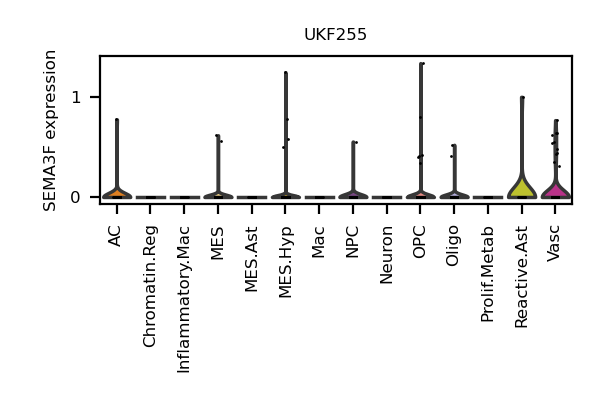 UKF255
SEMA3F expression
1
0
AC
Chromatin.Reg
Inflammatory.Mac
MES
MES.Ast
MES.Hyp
Mac
NPC
Neuron
OPC
Oligo
Prolif.Metab
Reactive.Ast
Vasc